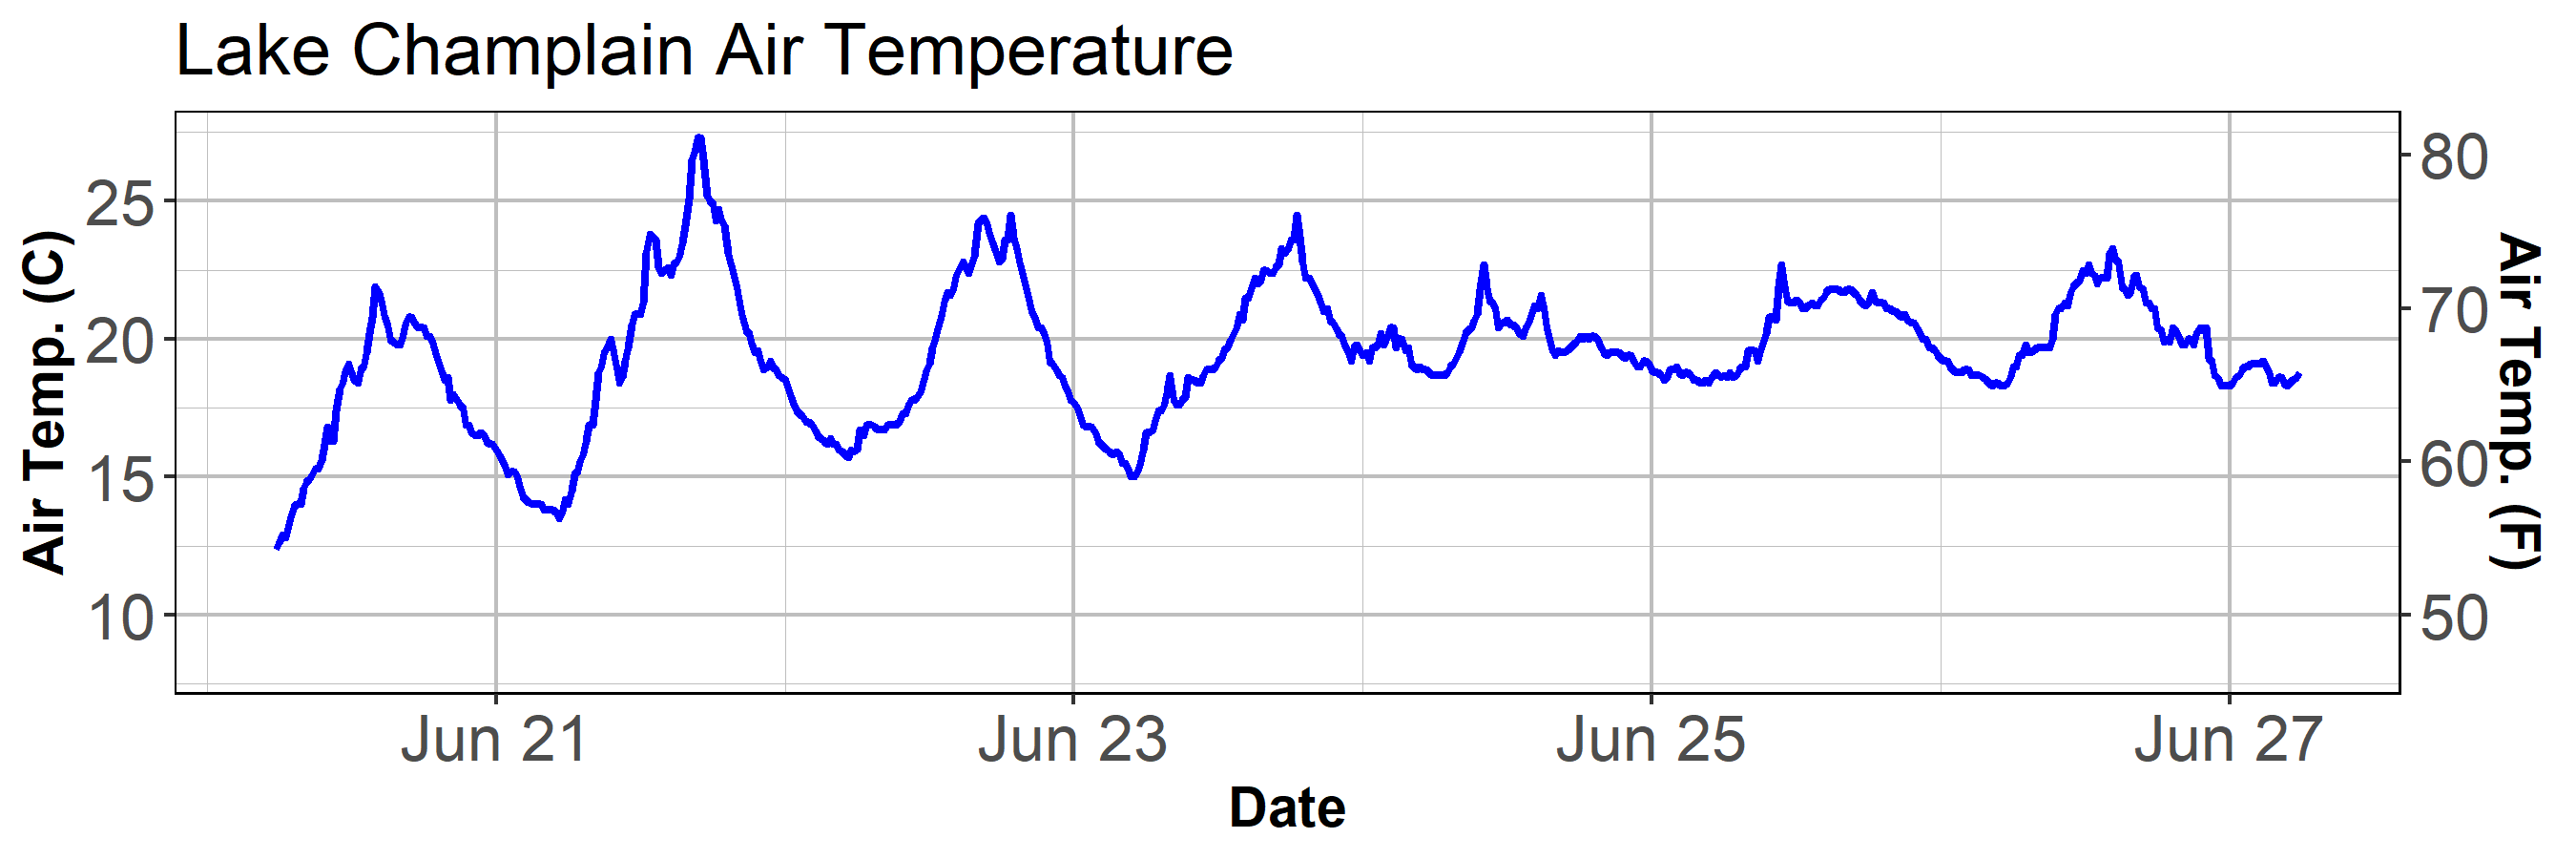 Lake Champlain Air Temperature
Air Temp. (C)
25
20
15
10
80
70
60
50
Air Temp. (F)
Jun 21
Jun 23
Jun 25
Jun 27
Date